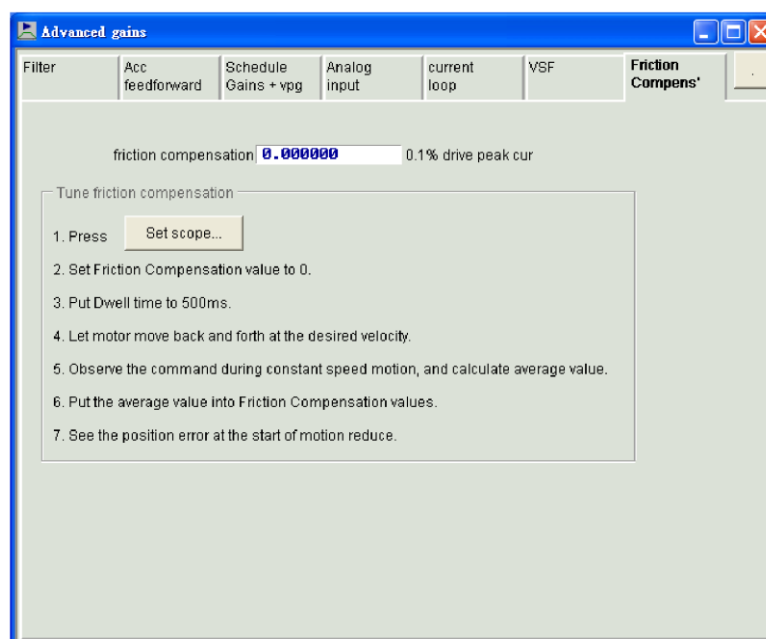 Advanced gains
Filter
Acc
feedforward
Schedule
Gains + vpg
Analog
input
current
loop
VSF
Friction
Compens'
.
friction compensation 0.000000 0.1% drive peak cur
Tune friction compensation
1. Press Set scope...
2. Set Friction Compensation value to 0.
3. Put Dwell time to 500ms.
4. Let motor move back and forth at the desired velocity.
5. Observe the command during constant speed motion, and calculate average value.
6. Put the average value into Friction Compensation values.
7. See the position error at the start of motion reduce.